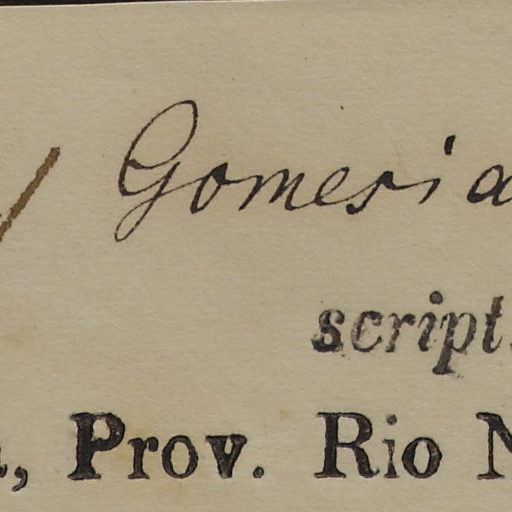 Gomesia
script.
, Prov. Rio N